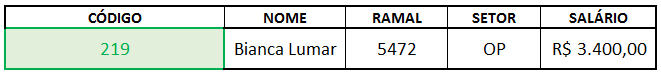 CÓDIGO NOME RAMAL SETOR SALÁRIO
219 Bianca Lumar 5472 OP R$ 3.400,00